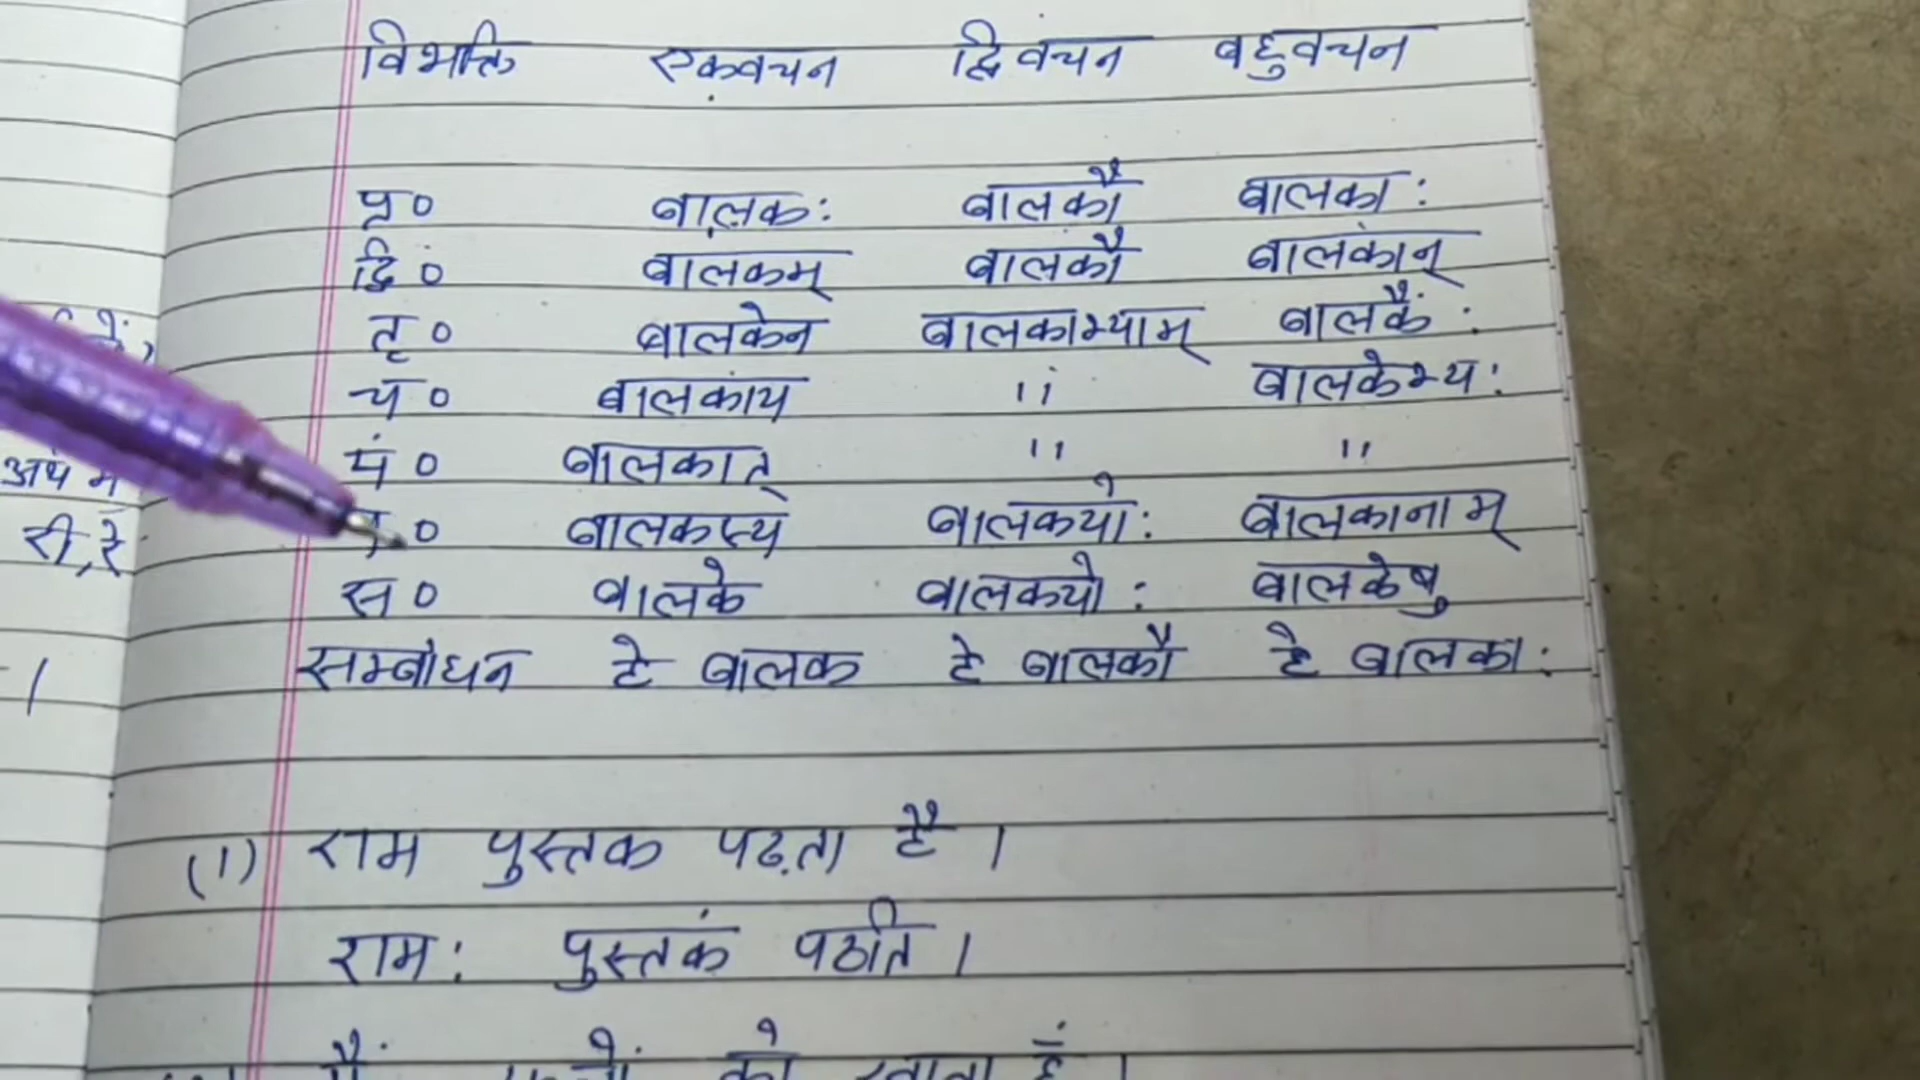 विभक्ति एकवचन द्विवचन बहुवचन
प्र० बालकः बालकौ बालकाः
द्वि० बालकम् बालकौ बालकान्
तृ० बालकेन बालकाभ्याम् बालकैः
च० बालकाय " बालकेभ्यः
पं० बालकात् " "
बालकस्य बालकयोः बालकानाम्
स० बालके बालकयोः बालकेषु
सम्बोधन हे बालक हे बालकौ हे बालकाः
(1) राम पुस्तक पढ़ता है ।
रामः पुस्तकं पठति ।
री, रे